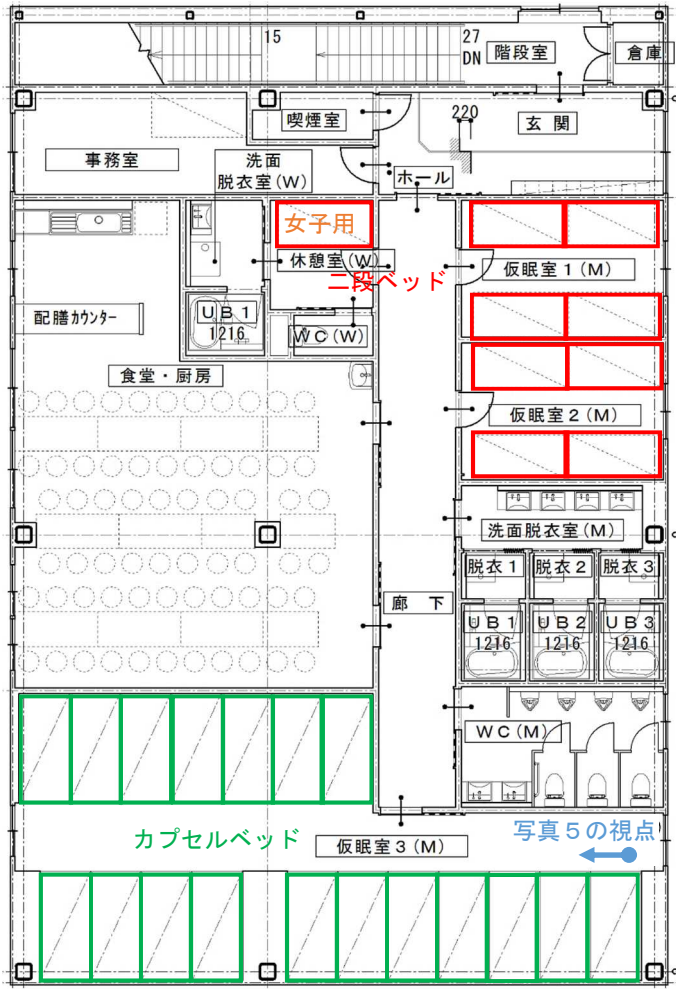 15
27
DN
階段室
倉庫
喫煙室
220
玄関
事務室
洗面
脱衣室(W)
ホール
女子用
休憩室(W)
二段ベッド
仮眠室1(M)
UB1
1216
WC(W)
配膳カウンター
食堂・厨房
仮眠室2(M)
洗面脱衣室(M)
脱衣1
脱衣2
脱衣3
廊下
UB1
1216
UB2
1216
UB3
1216
WC(M)
カプセルベッド
仮眠室3(M)
写真5の視点